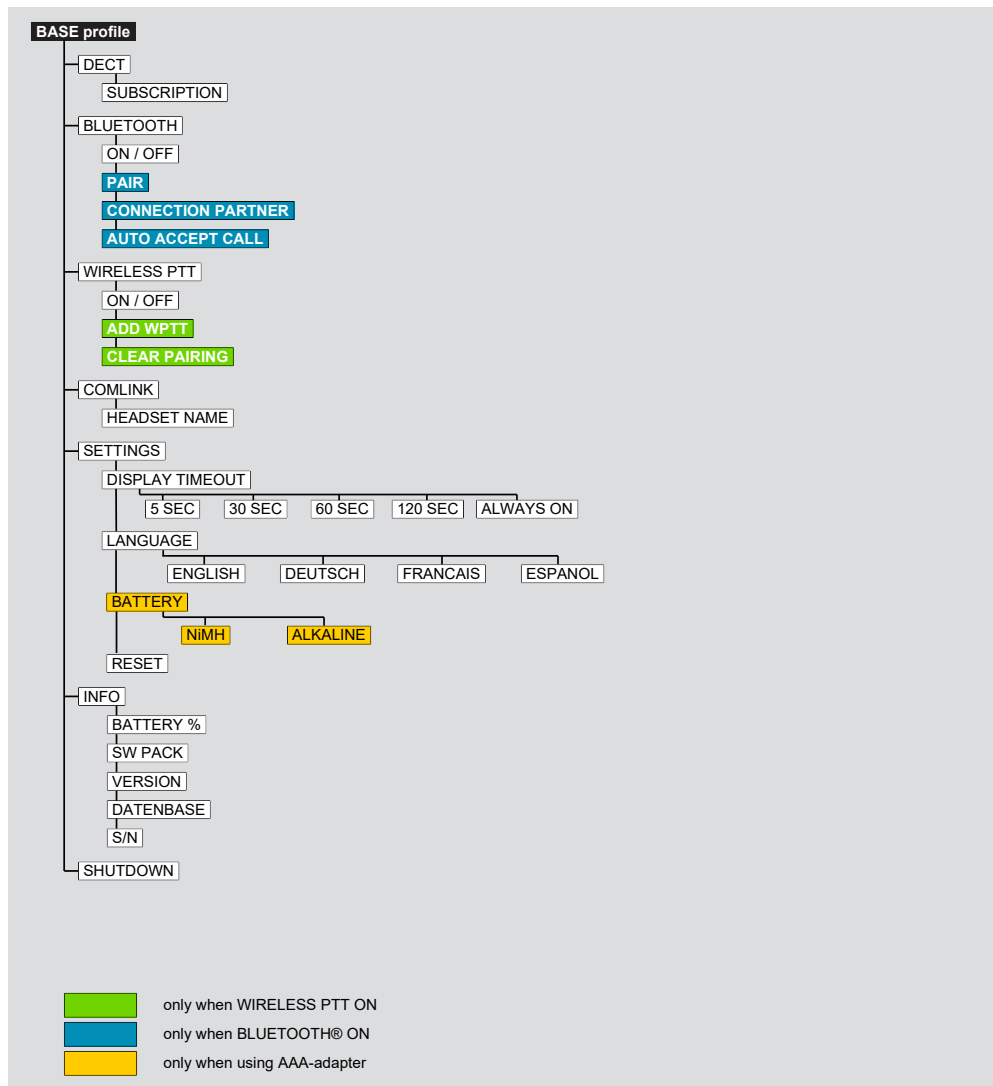 BASE profile
DECT
SUBSCRIPTION
BLUETOOTH
ON / OFF
PAIR
CONNECTION PARTNER
AUTO ACCEPT CALL
WIRELESS PTT
ON / OFF
ADD WPTT
CLEAR PAIRING
COMLINK
HEADSET NAME
SETTINGS
DISPLAY TIMEOUT
5 SEC 30 SEC 60 SEC 120 SEC ALWAYS ON
LANGUAGE
ENGLISH DEUTSCH FRANCAIS ESPANOL
BATTERY
NiMH ALKALINE
RESET
INFO
BATTERY %
SW PACK
VERSION
DATENBASE
S/N
SHUTDOWN
only when WIRELESS PTT ON
only when BLUETOOTH® ON
only when using AAA-adapter